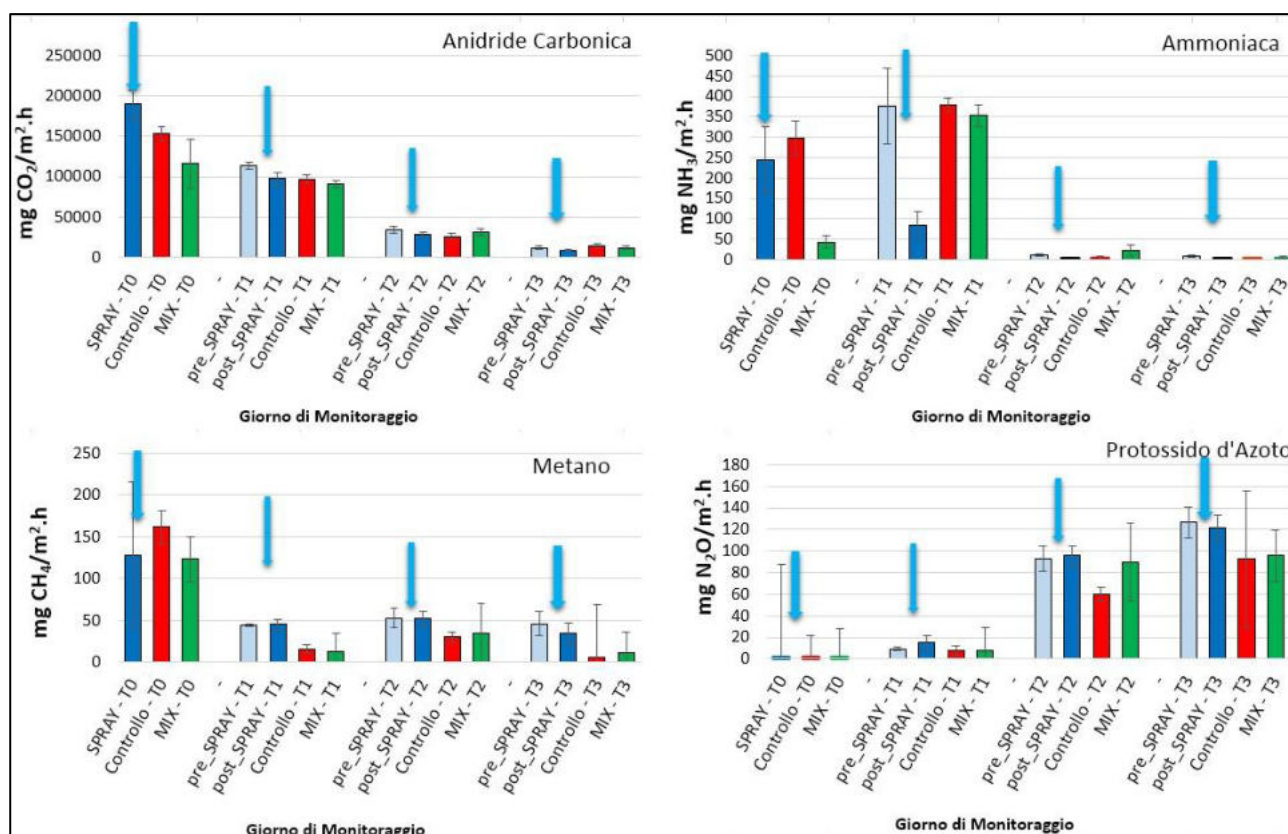 Anidride Carbonica
mg CO₂/m².h
250000
200000
150000
100000
50000
0
SPRAY - T0
Controllo - T0
MIX - T0
-
pre_SPRAY - T1
post_SPRAY - T1
Controllo - T1
MIX - T1
-
pre_SPRAY - T2
post_SPRAY - T2
Controllo - T2
MIX - T2
-
pre_SPRAY - T3
post_SPRAY - T3
Controllo - T3
MIX - T3
Giorno di Monitoraggio
Ammoniaca
mg NH₃/m².h
500
450
400
350
300
250
200
150
100
50
0
SPRAY - T0
Controllo - T0
MIX - T0
-
pre_SPRAY - T1
post_SPRAY - T1
Controllo - T1
MIX - T1
-
pre_SPRAY - T2
post_SPRAY - T2
Controllo - T2
MIX - T2
-
pre_SPRAY - T3
post_SPRAY - T3
Controllo - T3
MIX - T3
Giorno di Monitoraggio
Metano
mg CH₄/m².h
250
200
150
100
50
0
SPRAY - T0
Controllo - T0
MIX - T0
-
pre_SPRAY - T1
post_SPRAY - T1
Controllo - T1
MIX - T1
-
pre_SPRAY - T2
post_SPRAY - T2
Controllo - T2
MIX - T2
-
pre_SPRAY - T3
post_SPRAY - T3
Controllo - T3
MIX - T3
Giorno di Monitoraggio
Protossido d'Azoto
mg N₂O/m².h
180
160
140
120
100
80
60
40
20
0
SPRAY - T0
Controllo - T0
MIX - T0
-
pre_SPRAY - T1
post_SPRAY - T1
Controllo - T1
MIX - T1
-
pre_SPRAY - T2
post_SPRAY - T2
Controllo - T2
MIX - T2
-
pre_SPRAY - T3
post_SPRAY - T3
Controllo - T3
MIX - T3
Giorno di Monitoraggio